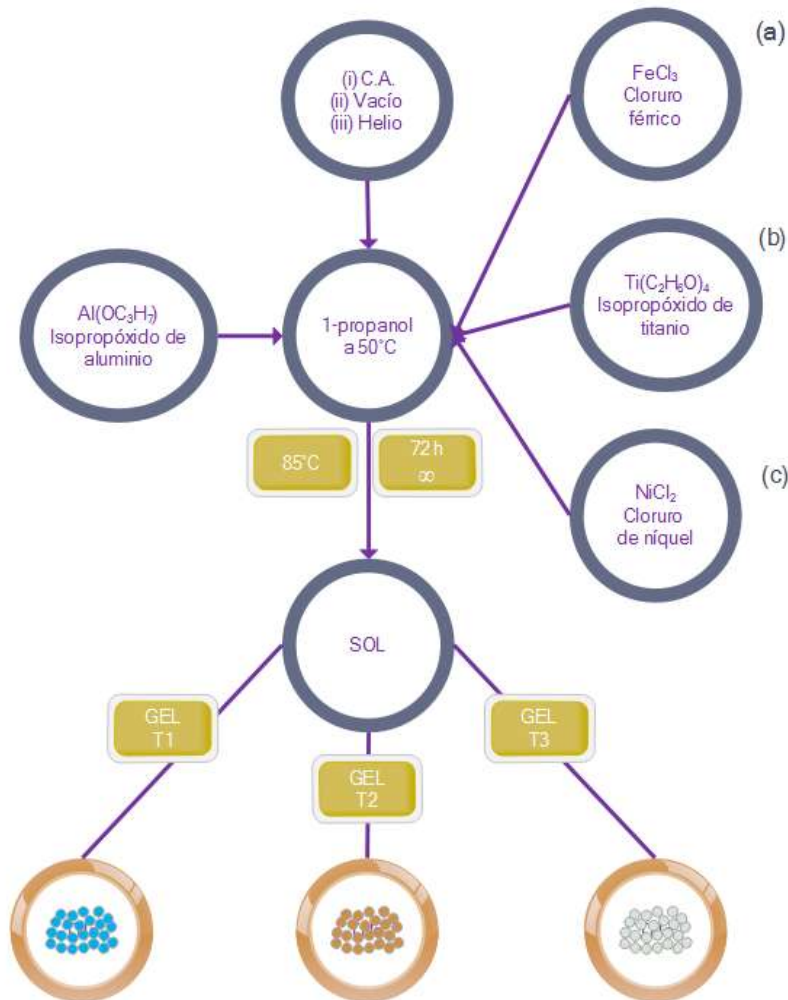 (a)
(i) C.A.
(ii) Vacío
(iii) Helio
FeCl₃
Cloruro
férrico
(b)
Al(OC₃H₇)
Isopropóxido de
aluminio
1-propanol
a 50°C
Ti(C₂H₆O)₄
Isopropóxido de
titanio
85°C
72 h
∞
(c)
NiCl₂
Cloruro
de níquel
SOL
GEL
T1
GEL
T2
GEL
T3